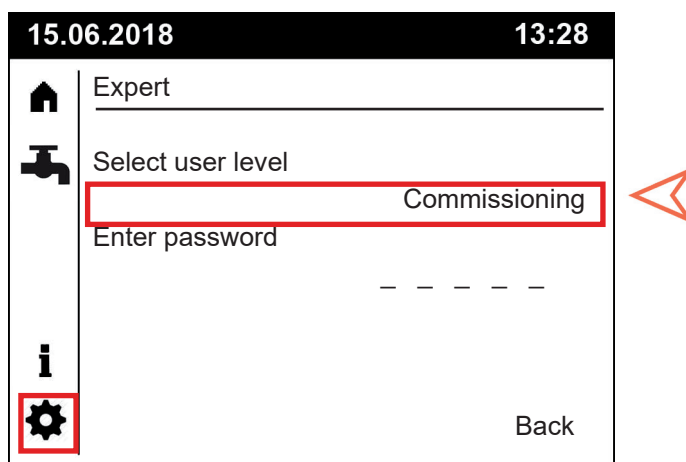 15.06.2018 13:28
Expert
Select user level
Commissioning
Enter password
_ _ _ _ _
i
Back